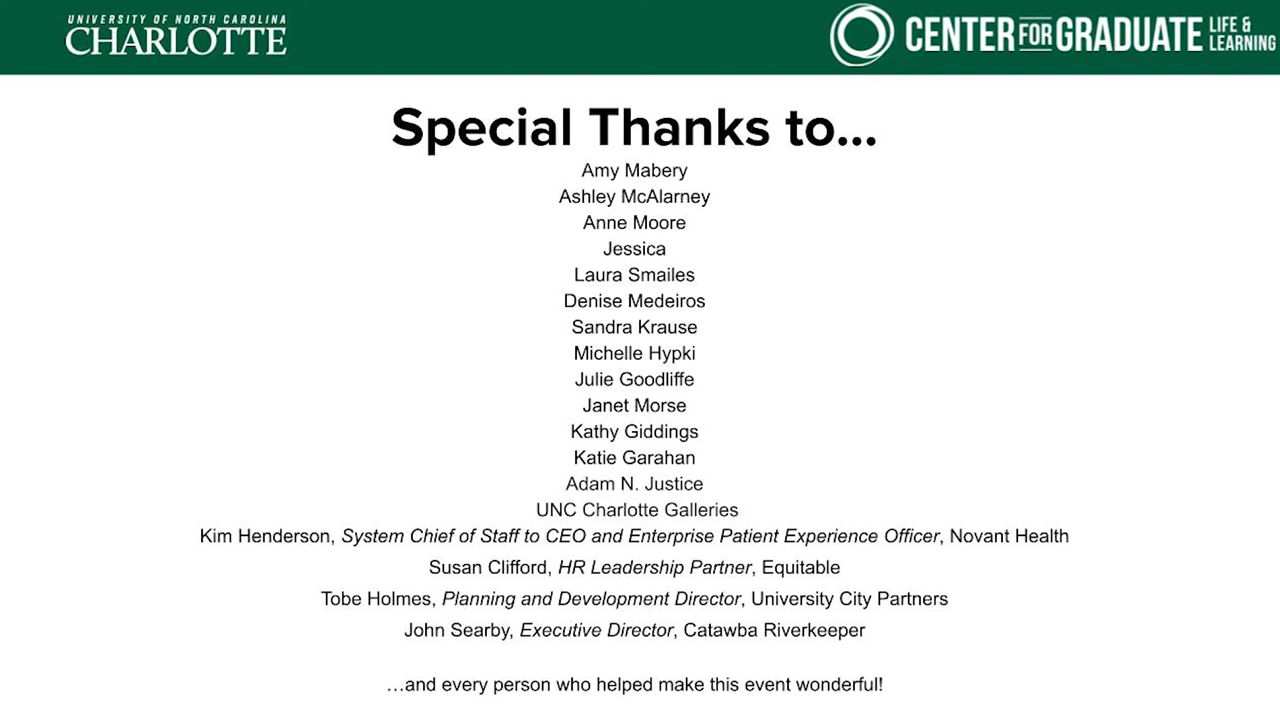 UNIVERSITY OF NORTH CAROLINA
CHARLOTTE
CENTER FOR GRADUATE LIFE & LEARNING
Special Thanks to...
Amy Mabery
Ashley McAlarney
Anne Moore
Jessica
Laura Smailes
Denise Medeiros
Sandra Krause
Michelle Hypki
Julie Goodliffe
Janet Morse
Kathy Giddings
Katie Garahan
Adam N. Justice
UNC Charlotte Galleries
Kim Henderson, System Chief of Staff to CEO and Enterprise Patient Experience Officer, Novant Health
Susan Clifford, HR Leadership Partner, Equitable
Tobe Holmes, Planning and Development Director, University City Partners
John Searby, Executive Director, Catawba Riverkeeper
…and every person who helped make this event wonderful!